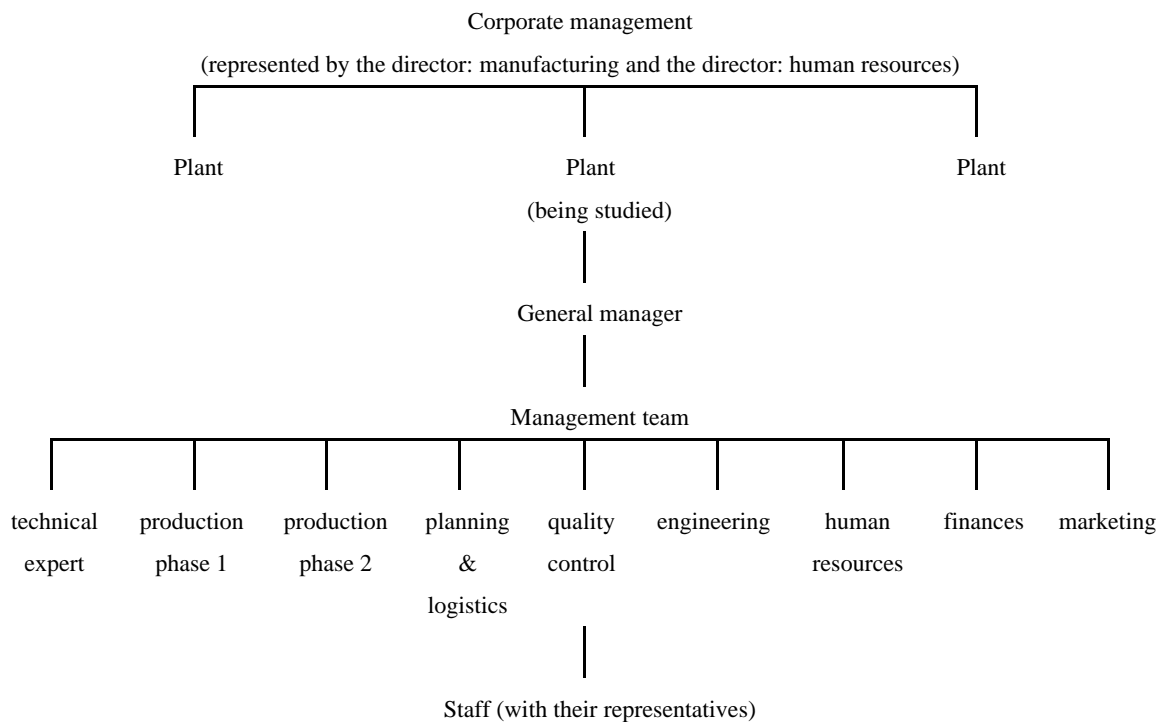 Corporate management
(represented by the director: manufacturing and the director: human resources)
Plant Plant Plant
(being studied)
General manager
Management team
technical production production planning quality engineering human finances marketing
expert phase 1 phase 2 & control resources
logistics
Staff (with their representatives)